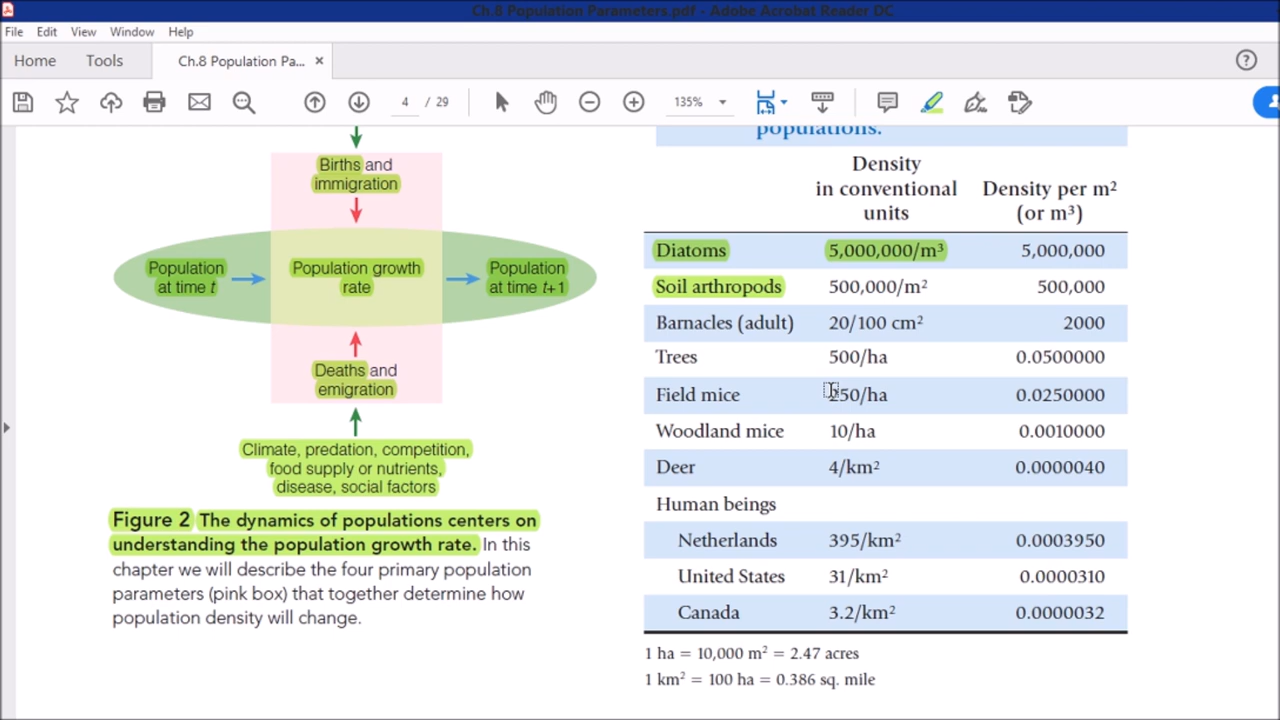 Ch.8 Population Parameters pdf - Adobe Acrobat Reader DC
File Edit View Window Help
Home Tools Ch.8 Population Pa... ×
4 / 29 135%
Births and
immigration
Population
at time t
Population growth
rate
Population
at time t+1
Deaths and
emigration
Climate, predation, competition,
food supply or nutrients,
disease, social factors
Figure 2 The dynamics of populations centers on
understanding the population growth rate. In this
chapter we will describe the four primary population
parameters (pink box) that together determine how
population density will change.
populations.
Density
in conventional
units
Density per m²
(or m³)
Diatoms 5,000,000/m³ 5,000,000
Soil arthropods 500,000/m² 500,000
Barnacles (adult) 20/100 cm² 2000
Trees 500/ha 0.0500000
Field mice 250/ha 0.0250000
Woodland mice 10/ha 0.0010000
Deer 4/km² 0.0000040
Human beings
Netherlands 395/km² 0.0003950
United States 31/km² 0.0000310
Canada 3.2/km² 0.0000032
1 ha = 10,000 m² = 2.47 acres
1 km² = 100 ha = 0.386 sq. mile